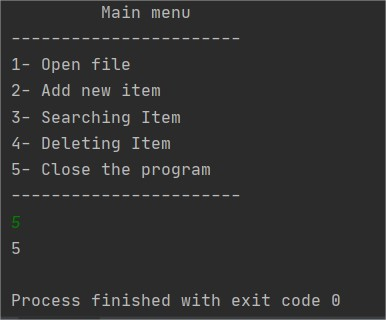 Main menu
-----------------------
1- Open file
2- Add new item
3- Searching Item
4- Deleting Item
5- Close the program
-----------------------
5
5
Process finished with exit code 0